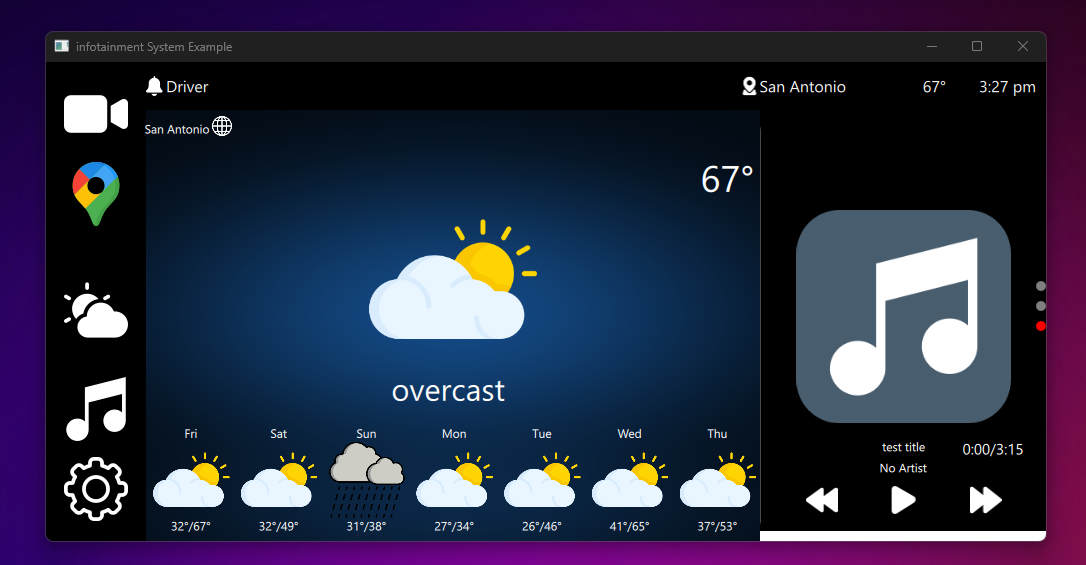 infotainment System Example
Driver
San Antonio
67°
3:27 pm
San Antonio
67°
overcast
Fri Sat Sun Mon Tue Wed Thu
32°/67° 32°/49° 31°/38° 27°/34° 26°/46° 41°/65° 37°/53°
test title
0:00/3:15
No Artist